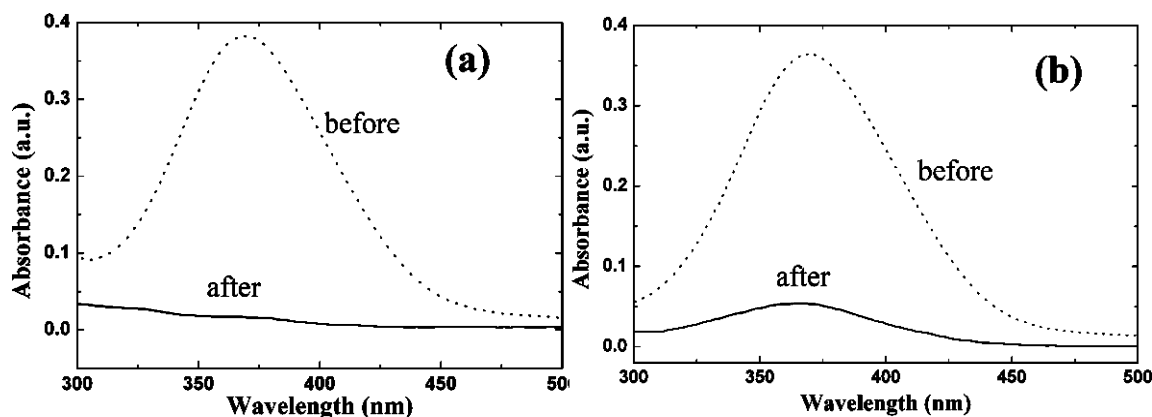 0.4
0.3
0.2
0.1
0.0
Absorbance (a.u.)
(a)
before
after
300 350 400 450 50
Wavelength (nm)
0.4
0.3
0.2
0.1
0.0
Absorbance (a.u.)
(b)
before
after
300 350 400 450 500
Wavelength (nm)